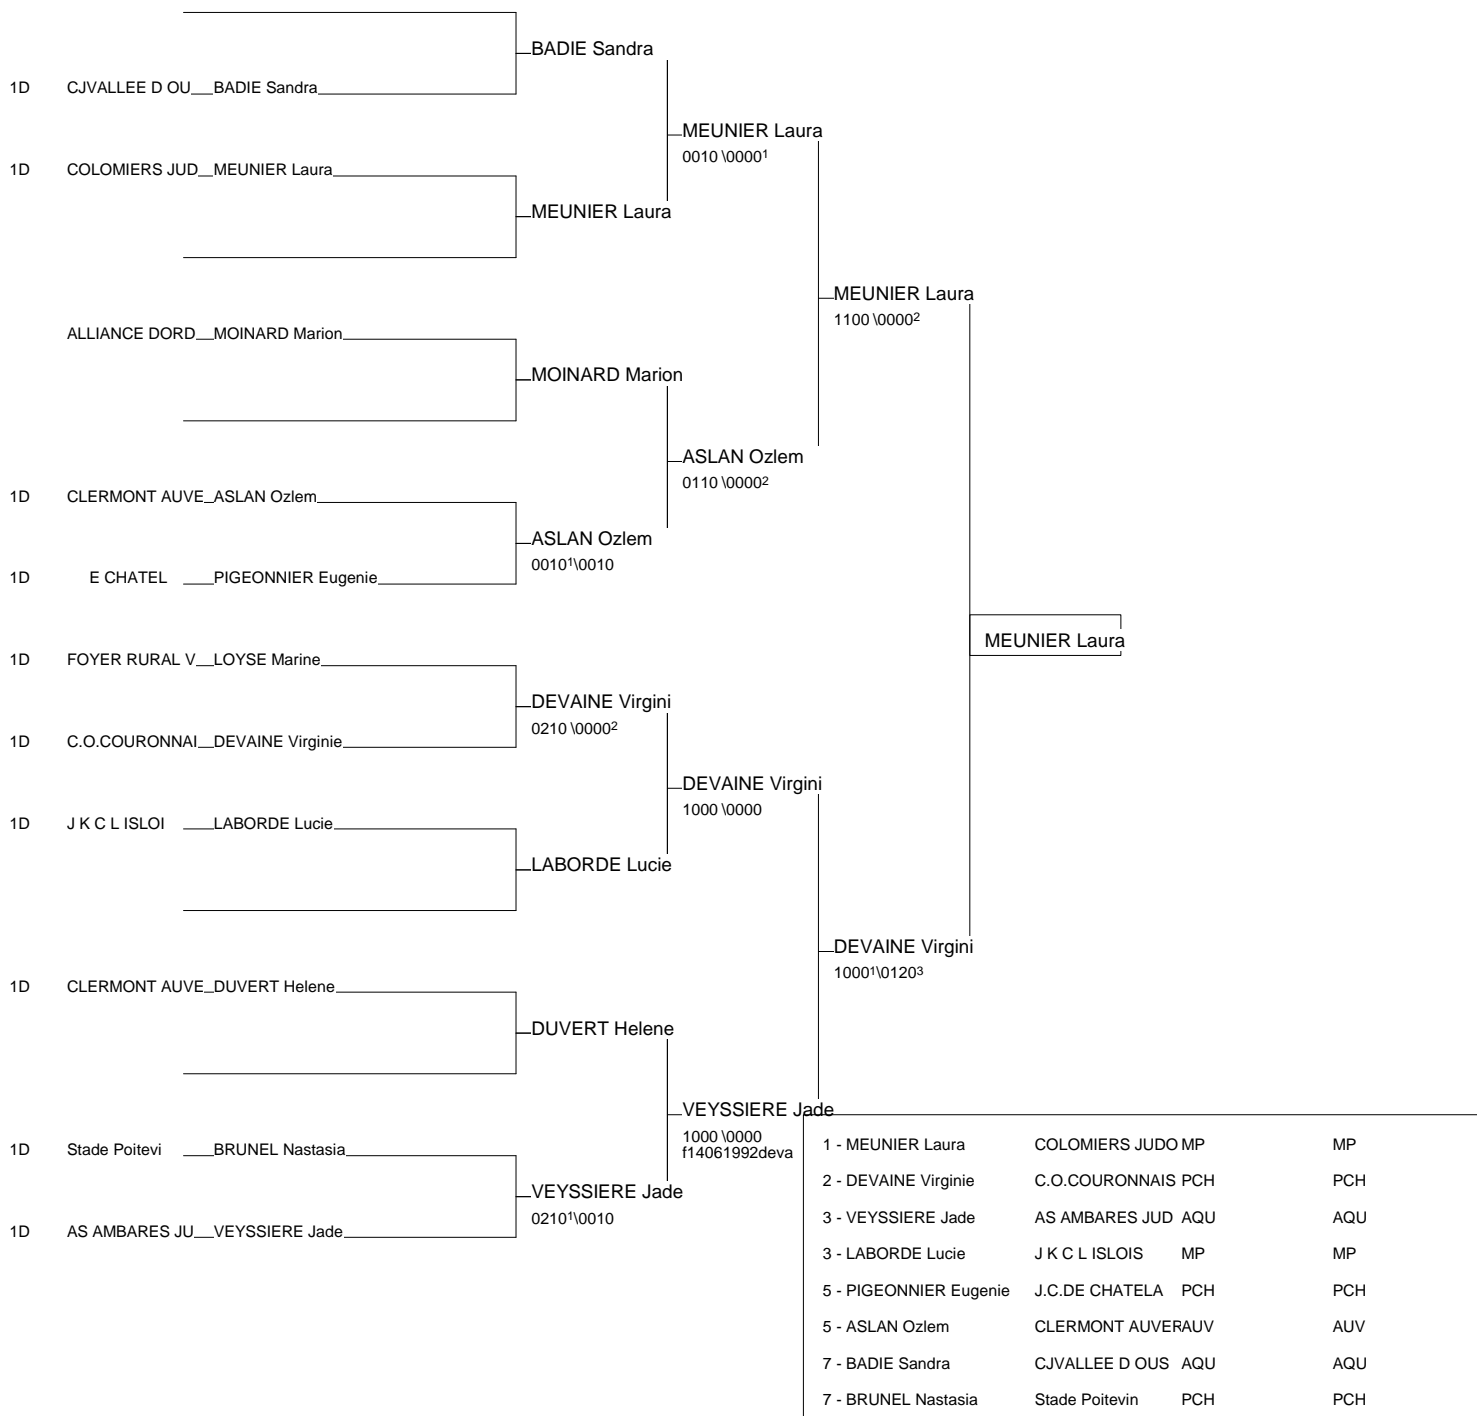 BADIE Sandra
1D CJVALLEE D OU BADIE Sandra
MEUNIER Laura
0010 \0000¹
1D COLOMIERS JUD MEUNIER Laura
MEUNIER Laura
MEUNIER Laura
1100 \0000²
ALLIANCE DORD MOINARD Marion
MOINARD Marion
ASLAN Ozlem
0110 \0000²
1D CLERMONT AUVE ASLAN Ozlem
ASLAN Ozlem
0010¹\0010
1D E CHATEL PIGEONNIER Eugenie
MEUNIER Laura
1D FOYER RURAL V LOYSE Marine
DEVAINE Virgini
0210 \0000²
1D C.O.COURONNAI DEVAINE Virginie
DEVAINE Virgini
1000 \0000
1D J K C L ISLOI LABORDE Lucie
LABORDE Lucie
DEVAINE Virgini
1000¹\0120³
1D CLERMONT AUVE DUVERT Helene
DUVERT Helene
VEYSSIERE Jade
1000 \0000
f14061992deva
1D Stade Poitevi BRUNEL Nastasia
VEYSSIERE Jade
0210¹\0010
1D AS AMBARES JU VEYSSIERE Jade
1 - MEUNIER Laura COLOMIERS JUDO MP MP
2 - DEVAINE Virginie C.O.COURONNAIS PCH PCH
3 - VEYSSIERE Jade AS AMBARES JUD AQU AQU
3 - LABORDE Lucie J K C L ISLOIS MP MP
5 - PIGEONNIER Eugenie J.C.DE CHATELA PCH PCH
5 - ASLAN Ozlem CLERMONT AUVER AUV AUV
7 - BADIE Sandra CJVALLEE D OUS AQU AQU
7 - BRUNEL Nastasia Stade Poitevin PCH PCH